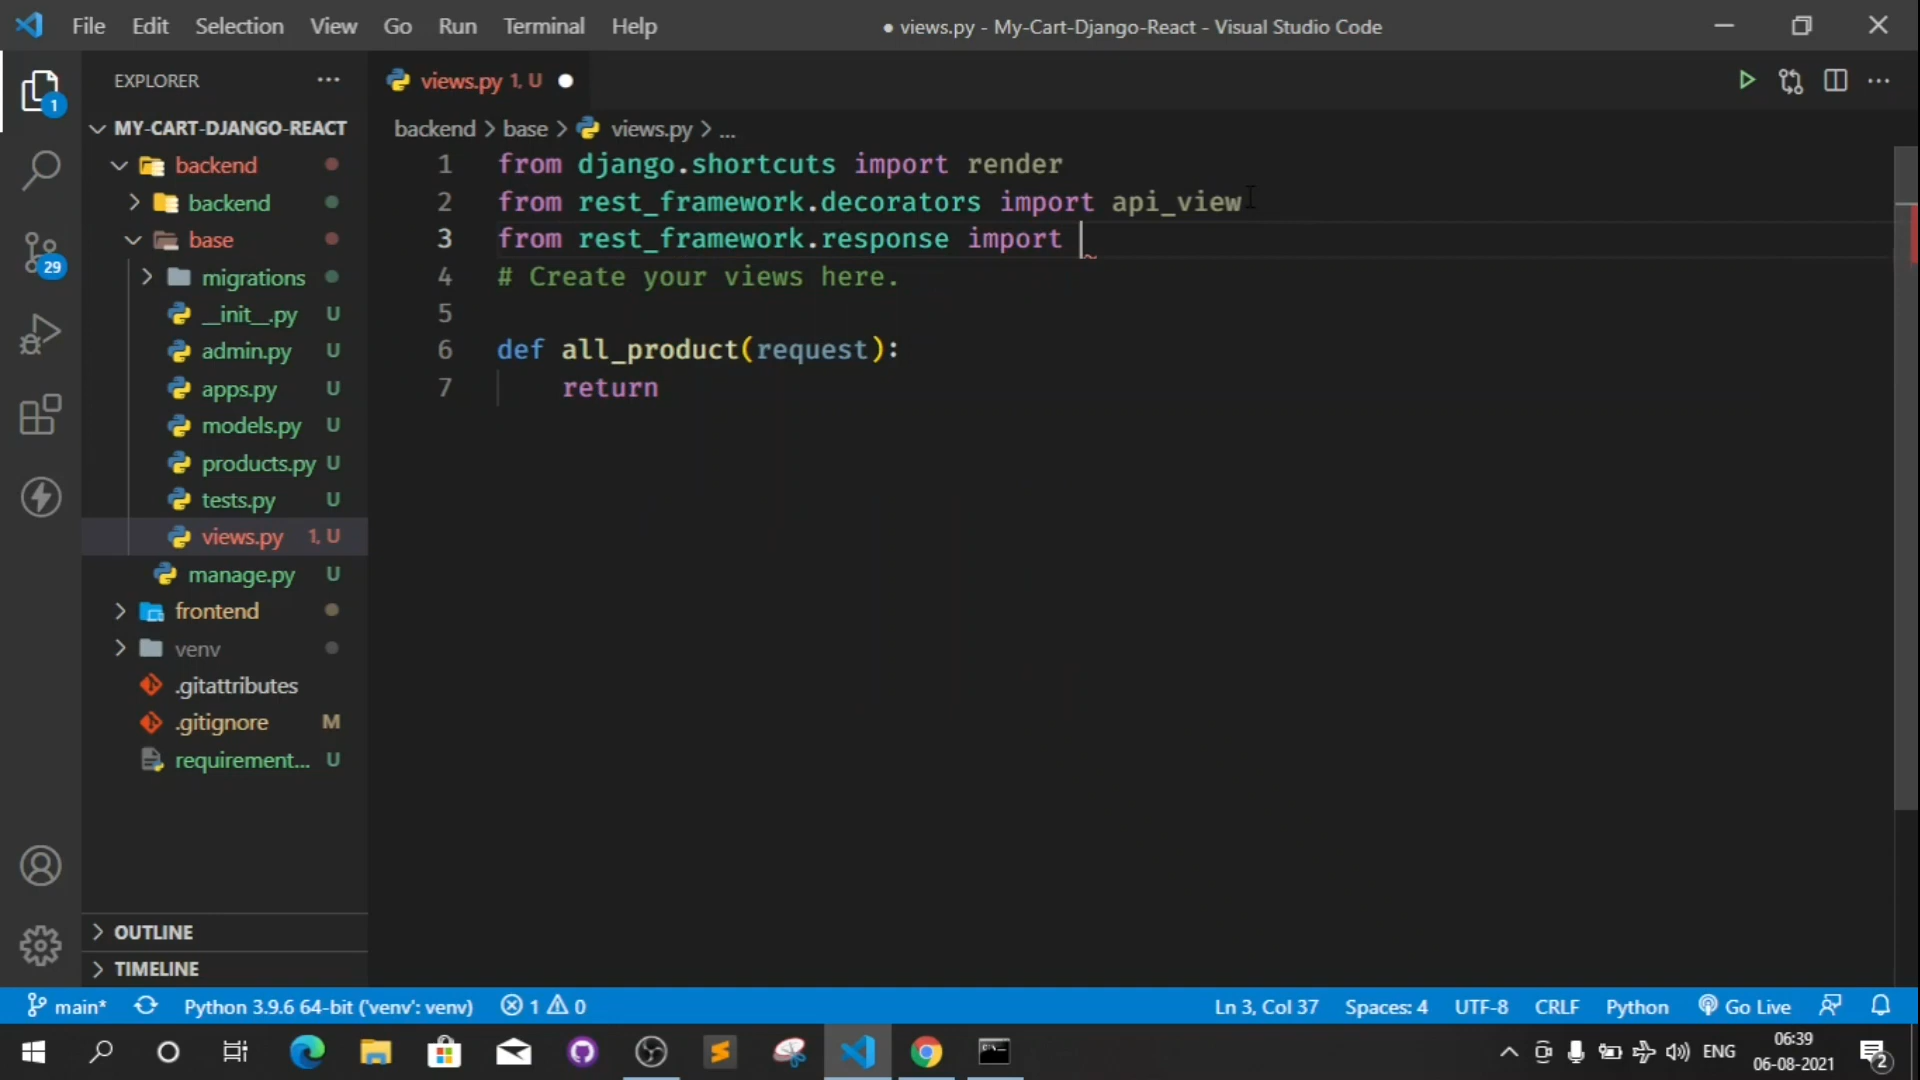 File Edit Selection View Go Run Terminal Help
● views.py - My-Cart-Django-React - Visual Studio Code
EXPLORER
MY-CART-DJANGO-REACT
backend
backend
base
migrations
__init__.py U
admin.py U
apps.py U
models.py U
products.py U
tests.py U
views.py 1, U
manage.py U
frontend
venv
.gitattributes
.gitignore M
requirement... U
OUTLINE
TIMELINE
1
29
views.py 1, U
backend > base > views.py > ...
1 from django.shortcuts import render
2 from rest_framework.decorators import api_view
3 from rest_framework.response import
4 # Create your views here.
5
6 def all_product(request):
7 return
main* Python 3.9.6 64-bit ('venv': venv) 1 0
Ln 3, Col 37 Spaces: 4 UTF-8 CRLF Python Go Live
ENG
06:39
06-08-2021
2